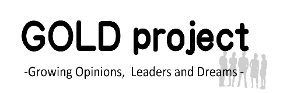 GOLD project
-Growing Opinions, Leaders and Dreams -